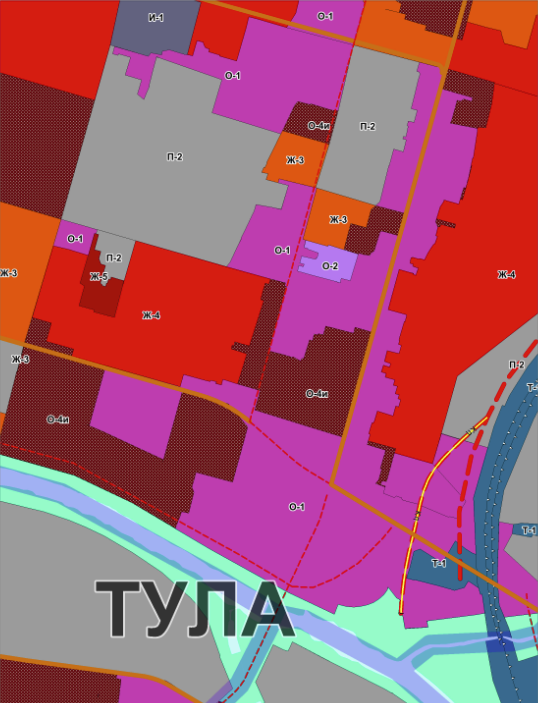 И-1
О-1
О-1
О-4и
П-2
П-2
Ж-3
Ж-3
О-1
О-1
П-2
О-2
Ж-5
Ж-3
Ж-4
Ж-4
Ж-3
П-2
О-4и
О-4и
О-1
Т-1
Т-1
ТУЛА